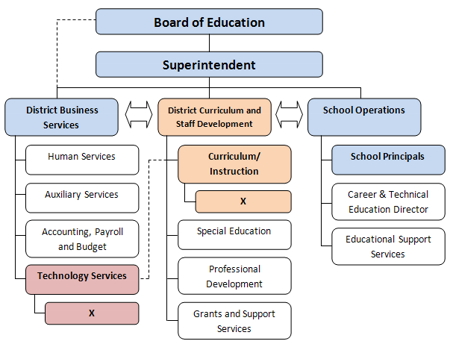 Board of Education
Superintendent
District Business
Services
District Curriculum and
Staff Development
School Operations
Human Services
Auxiliary Services
Accounting, Payroll
and Budget
Technology Services
X
Curriculum/
Instruction
X
Special Education
Professional
Development
Grants and Support
Services
School Principals
Career & Technical
Education Director
Educational Support
Services